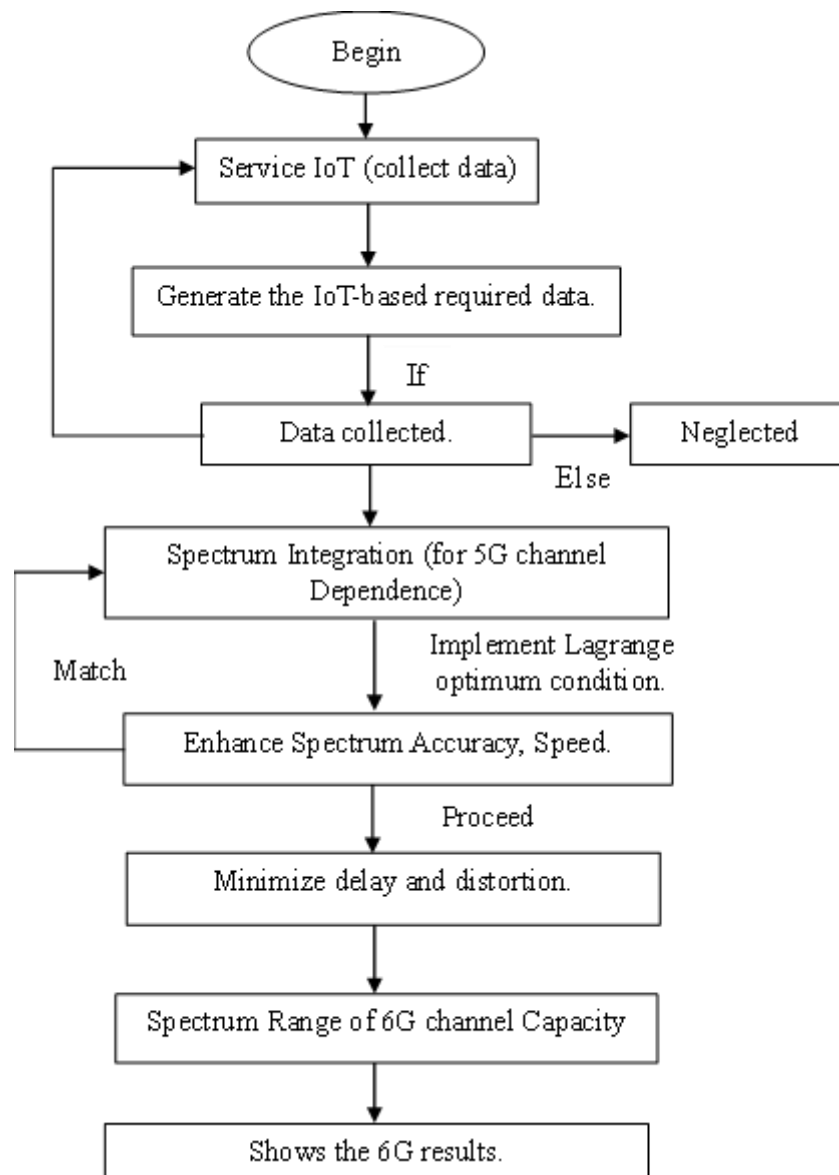 Begin
Service IoT (collect data)
Generate the IoT-based required data.
If
Data collected.
Neglected
Else
Spectrum Integration (for 5G channel
Dependence)
Implement Lagrange
optimum condition.
Match
Enhance Spectrum Accuracy, Speed.
Proceed
Minimize delay and distortion.
Spectrum Range of 6G channel Capacity
Shows the 6G results.